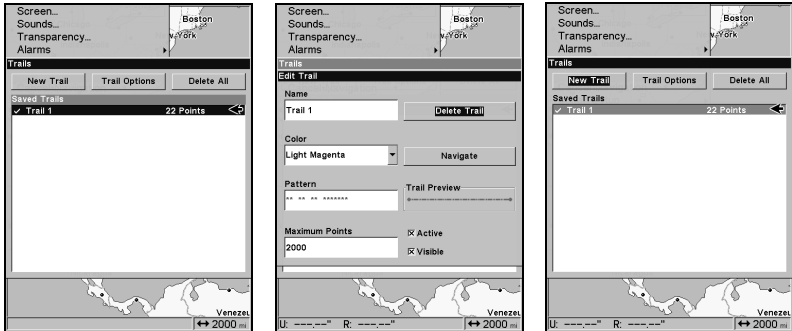 Screen...
Sounds...
Transparency...
Alarms
Boston
York
Trails
New Trail Trail Options Delete All
Saved Trails
✓ Trail 1 22 Points
Venezue
↔ 2000 mi
Screen...
Sounds...
Transparency...
Alarms
Boston
w-York
Trails
Edit Trail
Name
Trail 1
Delete Trail
Color
Light Magenta
Navigate
Pattern
** ** ** *******
Trail Preview
Maximum Points
2000
Active
Visible
Venezue
U: ---.--" R: ---.--" ↔ 2000 mi
Screen...
Sounds...
Transparency...
Alarms
Boston
w-York
Trails
New Trail Trail Options Delete All
Saved Trails
✓ Trail 1 22 Points
Venezue
U: ---.--" R: ---.--" ↔ 2000 mi